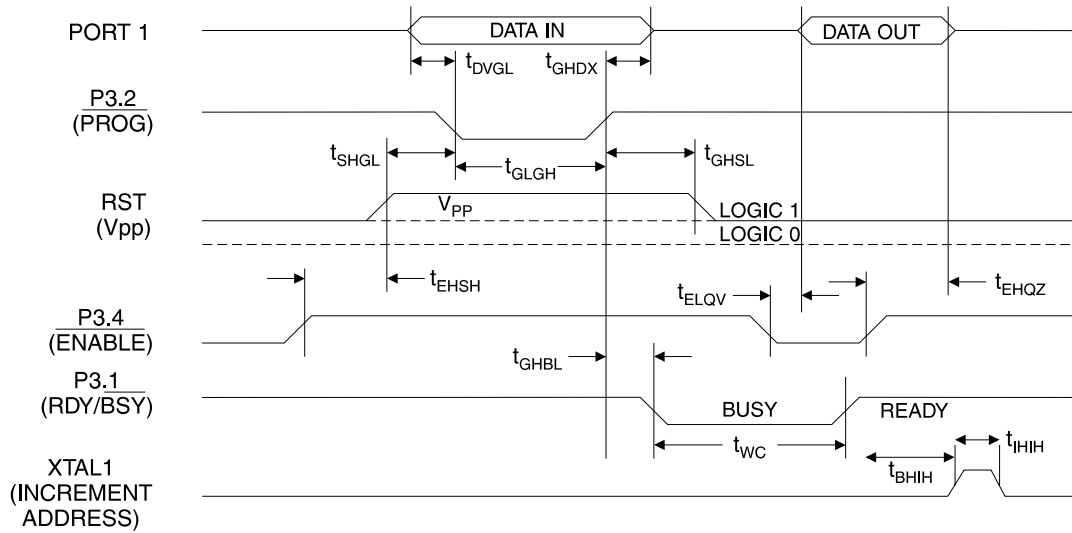 PORT 1
DATA IN
DATA OUT
tDVGL
tGHDX
P3.2
(PROG)
tSHGL
tGLGH
tGHSL
RST
(Vpp)
VPP
LOGIC 1
LOGIC 0
tEHSH
tELQV
tEHQZ
P3.4
(ENABLE)
tGHBL
P3.1
(RDY/BSY)
BUSY
READY
tWC
tIHIH
tBHIH
XTAL1
(INCREMENT
ADDRESS)